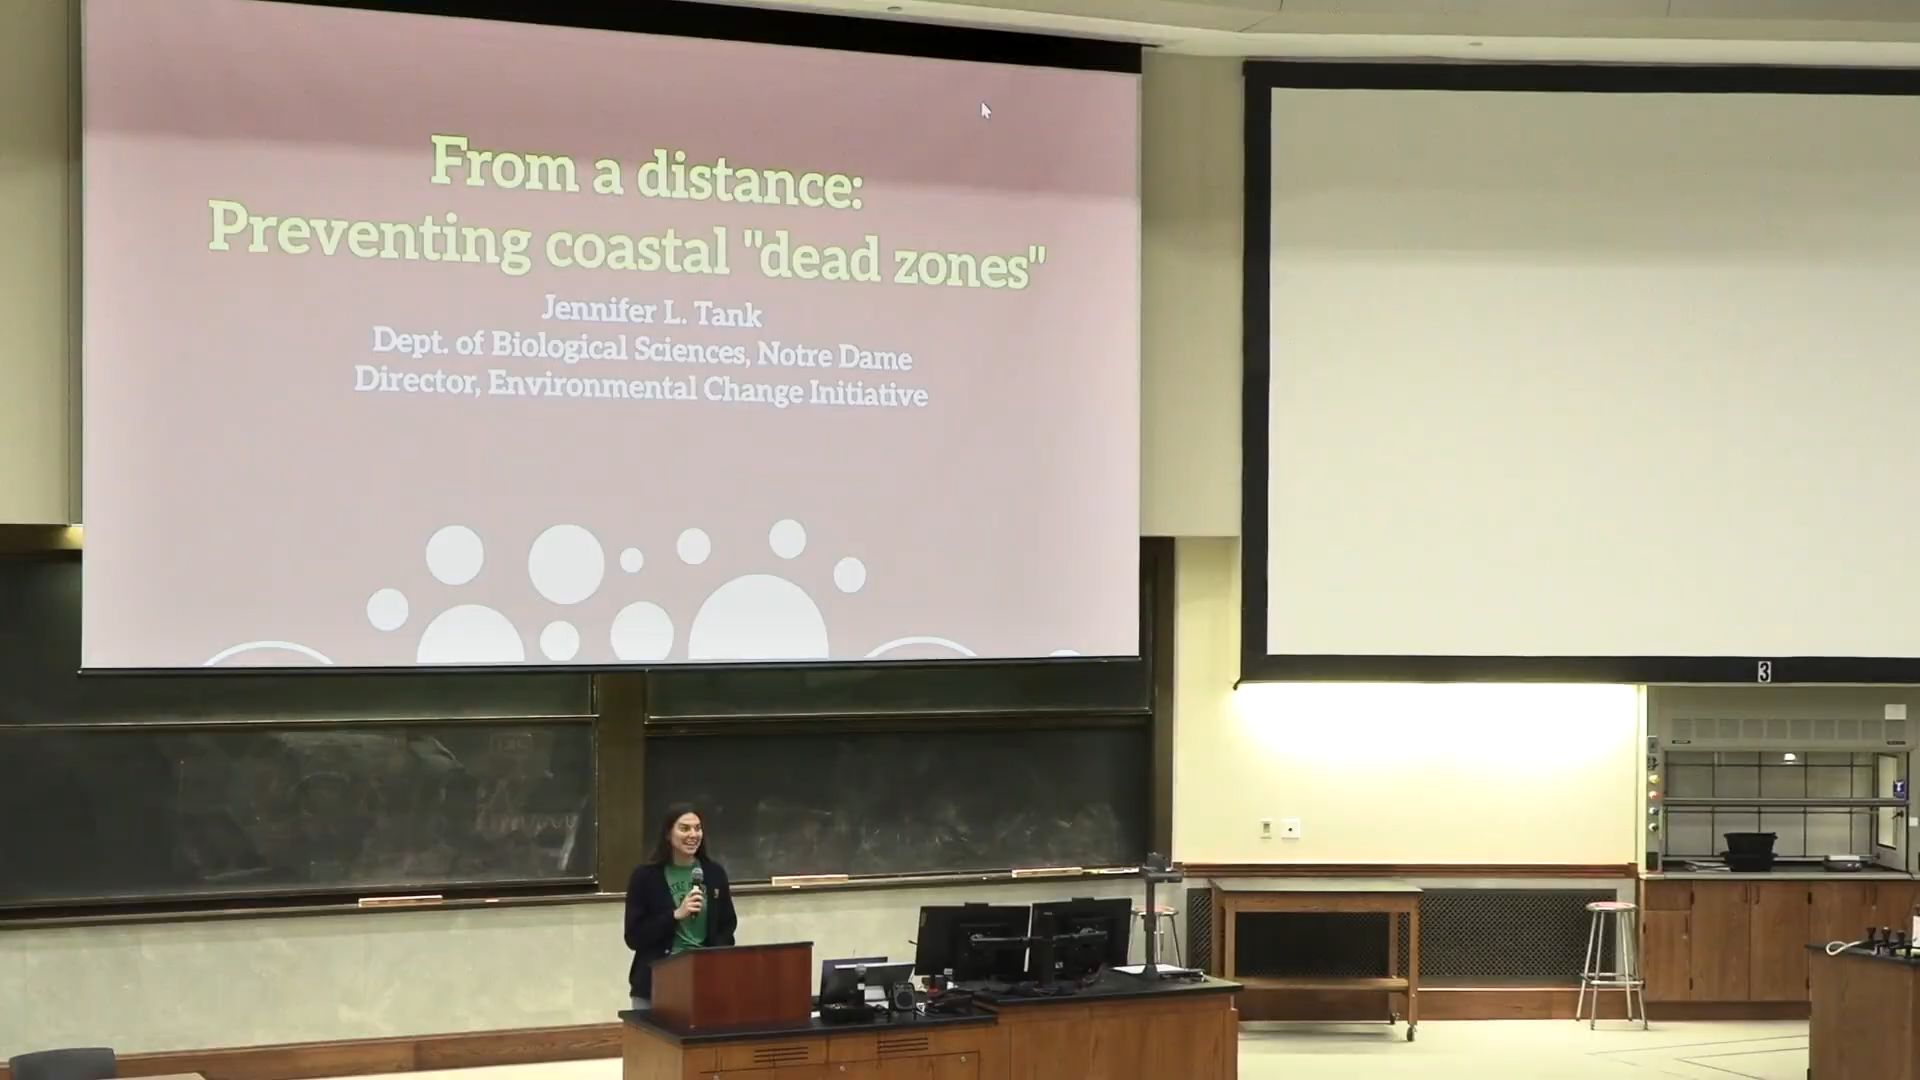 From a distance:
Preventing coastal "dead zones"
Jennifer L. Tank
Dept. of Biological Sciences, Notre Dame
Director, Environmental Change Initiative
3